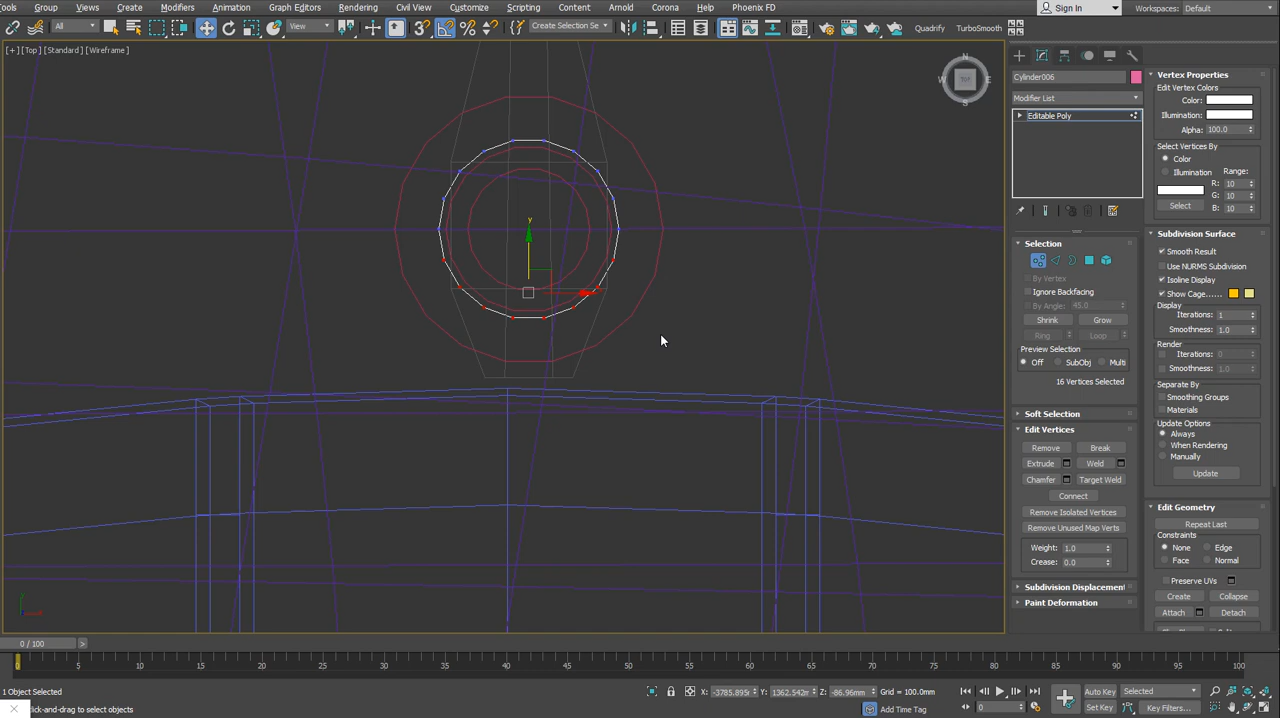 ools Group Views Create Modifiers Animation Graph Editors Rendering Civil View Customize Scripting Content Arnold Corona Help Phoenix FD Sign In Workspaces: Default
All View Create Selection Se Quadrify TurboSmooth
[+] [Top] [Standard] [Wireframe]
N
W TOP E
S
y
Cylinder006
Modifier List
Editable Poly
Selection
By Vertex
Ignore Backfacing
By Angle: 45.0
Shrink Grow
Ring Loop
Preview Selection
Off SubObj Multi
16 Vertices Selected
Soft Selection
Edit Vertices
Remove Break
Extrude Weld
Chamfer Target Weld
Connect
Remove Isolated Vertices
Remove Unused Map Verts
Weight: 1.0
Crease: 0.0
Subdivision Displacemen
Paint Deformation
Vertex Properties
Edit Vertex Colors
Color:
Illumination:
Alpha: 100.0
Select Vertices By
Color
Illumination Range:
R: 10
G: 10
Select B: 10
Subdivision Surface
Smooth Result
Use NURMS Subdivision
Isoline Display
Show Cage......
Display
Iterations: 1
Smoothness: 1.0
Render
Iterations: 0
Smoothness: 1.0
Separate By
Smoothing Groups
Materials
Update Options
Always
When Rendering
Manually
Update
Edit Geometry
Repeat Last
Constraints
None Edge
Face Normal
Preserve UVs
Create Collapse
Attach Detach
0 / 100 >
0 5 10 15 20 25 30 35 40 45 50 55 60 65 70 75 80 85 90 95 100
1 Object Selected X: -3785.895 Y: 1362.542m Z: -86.96mm Grid = 100.0mm Auto Key Selected
lick-and-drag to select objects Add Time Tag 0 Set Key Key Filters...